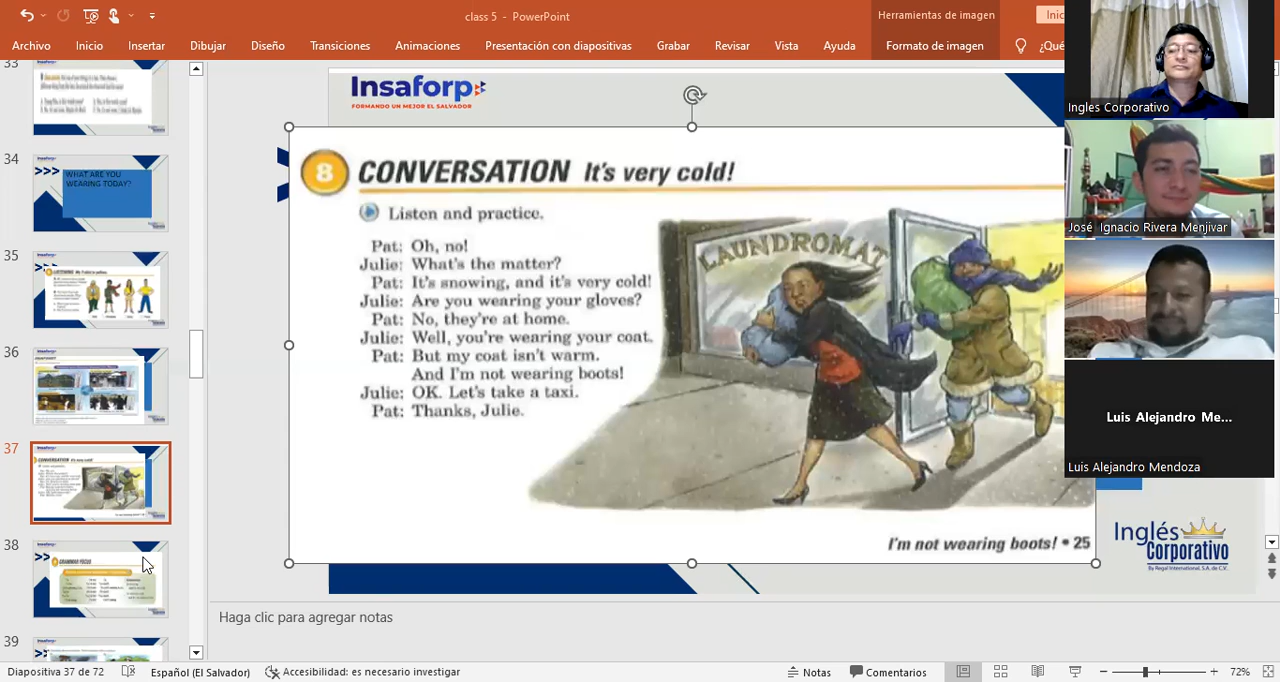 class 5 - PowerPoint
Herramientas de imagen
Inic
Archivo
Inicio
Insertar
Dibujar
Diseño
Transiciones
Animaciones
Presentación con diapositivas
Grabar
Revisar
Vista
Ayuda
Formato de imagen
¿Qué
33
34
WHAT ARE YOU
WEARING TODAY?
35
36
37
CONVERSATION It's very cold!
38
GRAMMAR FOCUS
39
Insaforp
FORMANDO UN MEJOR EL SALVADOR
8 CONVERSATION It's very cold!
Listen and practice.
Pat: Oh, no!
Julie: What's the matter?
Pat: It's snowing, and it's very cold!
Julie: Are you wearing your gloves?
Pat: No, they're at home.
Julie: Well, you're wearing your coat.
Pat: But my coat isn't warm.
And I'm not wearing boots!
Julie: OK. Let's take a taxi.
Pat: Thanks, Julie.
LAUNDROMAT
I'm not wearing boots! • 25
Inglés
Corporativo
By Regal International, S.A. de C.V.
Ingles Corporativo
José Ignacio Rivera Menjivar
Luis Alejandro Me...
Luis Alejandro Mendoza
Haga clic para agregar notas
Diapositiva 37 de 72
Español (El Salvador)
Accesibilidad: es necesario investigar
Notas
Comentarios
72%